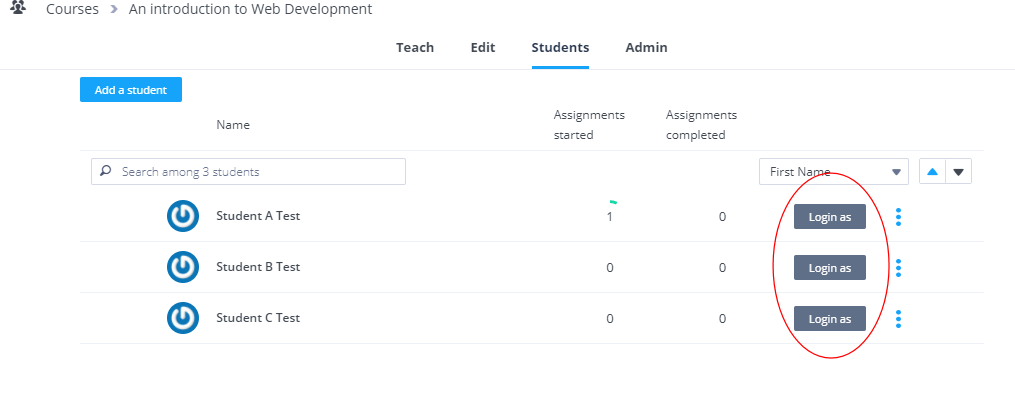 Courses > An introduction to Web Development
Teach Edit Students Admin
Add a student
Name
Assignments started
Assignments completed
Search among 3 students
First Name
Student A Test 1 0 Login as
Student B Test 0 0 Login as
Student C Test 0 0 Login as